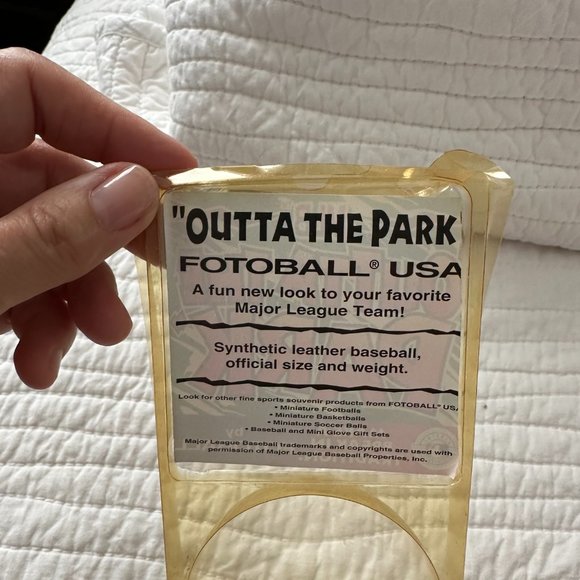 "OUTTA THE PARK
FOTOBALL® USA
A fun new look to your favorite
Major League Team!
Synthetic leather baseball,
official size and weight.
Look for other fine sports souvenir products from FOTOBALL® USA
• Miniature Footballs
• Miniature Basketballs
• Miniature Soccer Balls
• Baseball and Mini Glove Gift Sets
Major League Baseball trademarks and copyrights are used with
permission of Major League Baseball Properties, Inc.